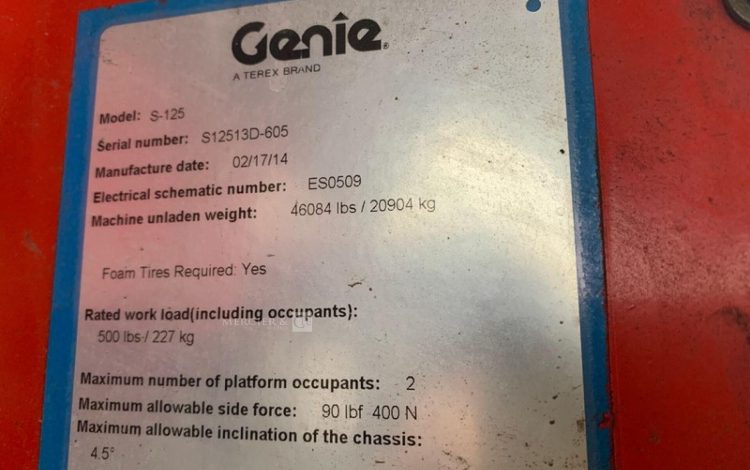 Genie
A TEREX BRAND
Model: S-125
Serial number: S12513D-605
Manufacture date: 02/17/14
Electrical schematic number: ES0509
Machine unladen weight: 46084 lbs / 20904 kg
Foam Tires Required: Yes
Rated work load(including occupants):
500 lbs / 227 kg
Maximum number of platform occupants: 2
Maximum allowable side force: 90 lbf 400 N
Maximum allowable inclination of the chassis:
4.5°